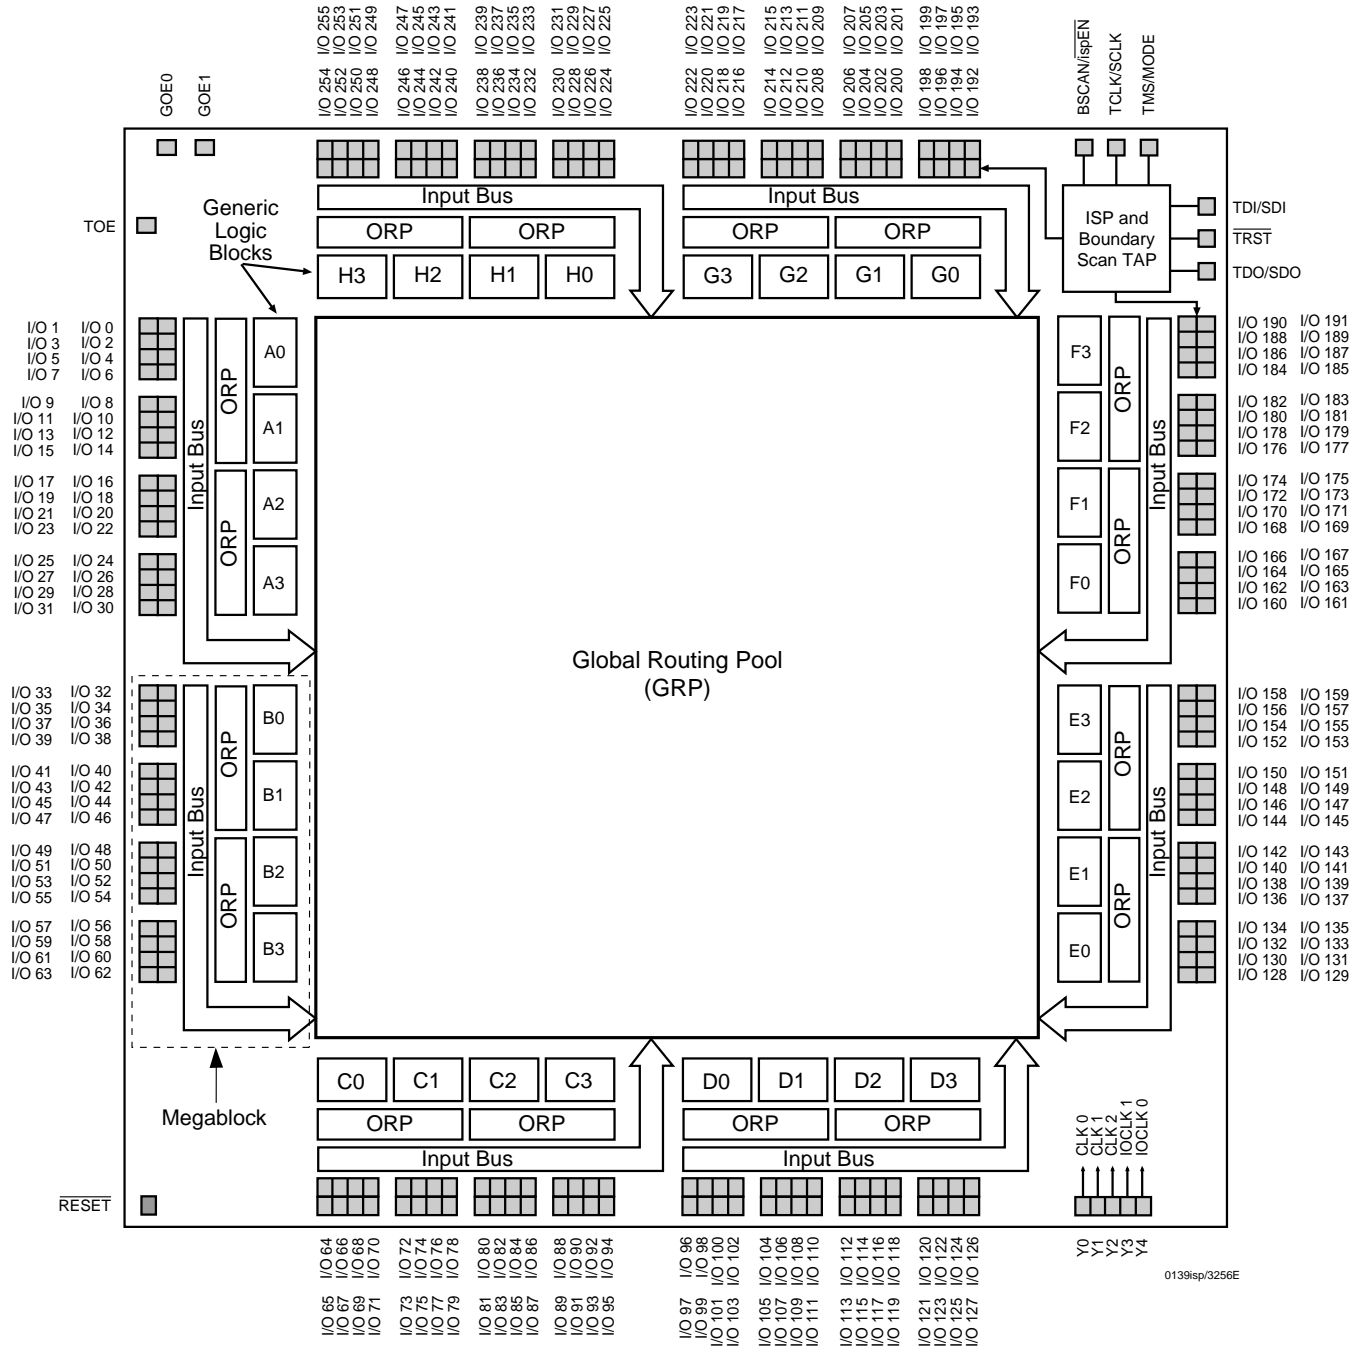 I/O 255
I/O 253
I/O 251
I/O 249
I/O 247
I/O 245
I/O 243
I/O 241
I/O 239
I/O 237
I/O 235
I/O 233
I/O 231
I/O 229
I/O 227
I/O 225
I/O 223
I/O 221
I/O 219
I/O 217
I/O 215
I/O 213
I/O 211
I/O 209
I/O 207
I/O 205
I/O 203
I/O 201
I/O 199
I/O 197
I/O 195
I/O 193
I/O 254
I/O 252
I/O 250
I/O 248
I/O 246
I/O 244
I/O 242
I/O 240
I/O 238
I/O 236
I/O 234
I/O 232
I/O 230
I/O 228
I/O 226
I/O 224
I/O 222
I/O 220
I/O 218
I/O 216
I/O 214
I/O 212
I/O 210
I/O 208
I/O 206
I/O 204
I/O 202
I/O 200
I/O 198
I/O 196
I/O 194
I/O 192
GOE0
GOE1
BSCAN/ispEN
TCLK/SCLK
TMS/MODE
TOE
Generic
Logic
Blocks
Input Bus
Input Bus
ORP
ORP
ORP
ORP
H3
H2
H1
H0
G3
G2
G1
G0
ISP and
Boundary
Scan TAP
TDI/SDI
TRST
TDO/SDO
I/O 1 I/O 0
I/O 3 I/O 2
I/O 5 I/O 4
I/O 7 I/O 6
I/O 9 I/O 8
I/O 11 I/O 10
I/O 13 I/O 12
I/O 15 I/O 14
I/O 17 I/O 16
I/O 19 I/O 18
I/O 21 I/O 20
I/O 23 I/O 22
I/O 25 I/O 24
I/O 27 I/O 26
I/O 29 I/O 28
I/O 31 I/O 30
Input Bus
ORP
ORP
A0
A1
A2
A3
I/O 33 I/O 32
I/O 35 I/O 34
I/O 37 I/O 36
I/O 39 I/O 38
I/O 41 I/O 40
I/O 43 I/O 42
I/O 45 I/O 44
I/O 47 I/O 46
I/O 49 I/O 48
I/O 51 I/O 50
I/O 53 I/O 52
I/O 55 I/O 54
I/O 57 I/O 56
I/O 59 I/O 58
I/O 61 I/O 60
I/O 63 I/O 62
Input Bus
ORP
ORP
B0
B1
B2
B3
Global Routing Pool
(GRP)
F3
F2
F1
F0
ORP
ORP
Input Bus
I/O 190 I/O 191
I/O 188 I/O 189
I/O 186 I/O 187
I/O 184 I/O 185
I/O 182 I/O 183
I/O 180 I/O 181
I/O 178 I/O 179
I/O 176 I/O 177
I/O 174 I/O 175
I/O 172 I/O 173
I/O 170 I/O 171
I/O 168 I/O 169
I/O 166 I/O 167
I/O 164 I/O 165
I/O 162 I/O 163
I/O 160 I/O 161
E3
E2
E1
E0
ORP
ORP
Input Bus
I/O 158 I/O 159
I/O 156 I/O 157
I/O 154 I/O 155
I/O 152 I/O 153
I/O 150 I/O 151
I/O 148 I/O 149
I/O 146 I/O 147
I/O 144 I/O 145
I/O 142 I/O 143
I/O 140 I/O 141
I/O 138 I/O 139
I/O 136 I/O 137
I/O 134 I/O 135
I/O 132 I/O 133
I/O 130 I/O 131
I/O 128 I/O 129
Megablock
C0
C1
C2
C3
D0
D1
D2
D3
ORP
ORP
ORP
ORP
Input Bus
Input Bus
CLK 0
CLK 1
CLK 2
IOCLK 1
IOCLK 0
RESET
Y0
Y1
Y2
Y3
Y4
I/O 64
I/O 66
I/O 68
I/O 70
I/O 72
I/O 74
I/O 76
I/O 78
I/O 80
I/O 82
I/O 84
I/O 86
I/O 88
I/O 90
I/O 92
I/O 94
I/O 96
I/O 98
I/O 100
I/O 102
I/O 104
I/O 106
I/O 108
I/O 110
I/O 112
I/O 114
I/O 116
I/O 118
I/O 120
I/O 122
I/O 124
I/O 126
I/O 65
I/O 67
I/O 69
I/O 71
I/O 73
I/O 75
I/O 77
I/O 79
I/O 81
I/O 83
I/O 85
I/O 87
I/O 89
I/O 91
I/O 93
I/O 95
I/O 97
I/O 99
I/O 101
I/O 103
I/O 105
I/O 107
I/O 109
I/O 111
I/O 113
I/O 115
I/O 117
I/O 119
I/O 121
I/O 123
I/O 125
I/O 127
0139isp/3256E